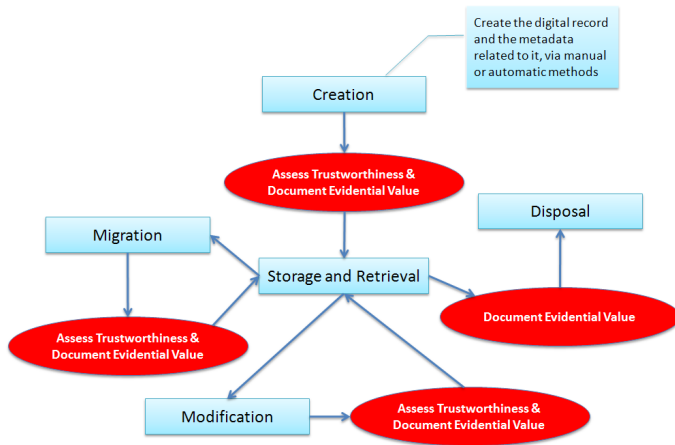 Create the digital record
and the metadata
related to it, via manual
or automatic methods
Creation
Assess Trustworthiness &
Document Evidential Value
Disposal
Migration
Storage and Retrieval
Document Evidential Value
Assess Trustworthiness &
Document Evidential Value
Modification
Assess Trustworthiness &
Document Evidential Value